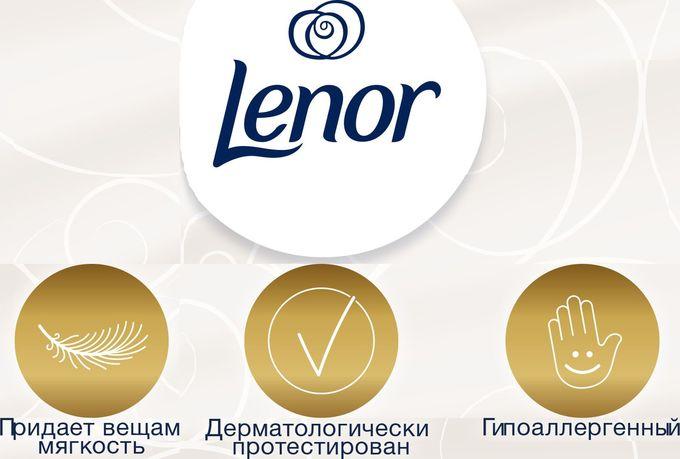 Lenor
Придает вещам
мягкость
Дерматологически
протестирован
Гипоаллергенный